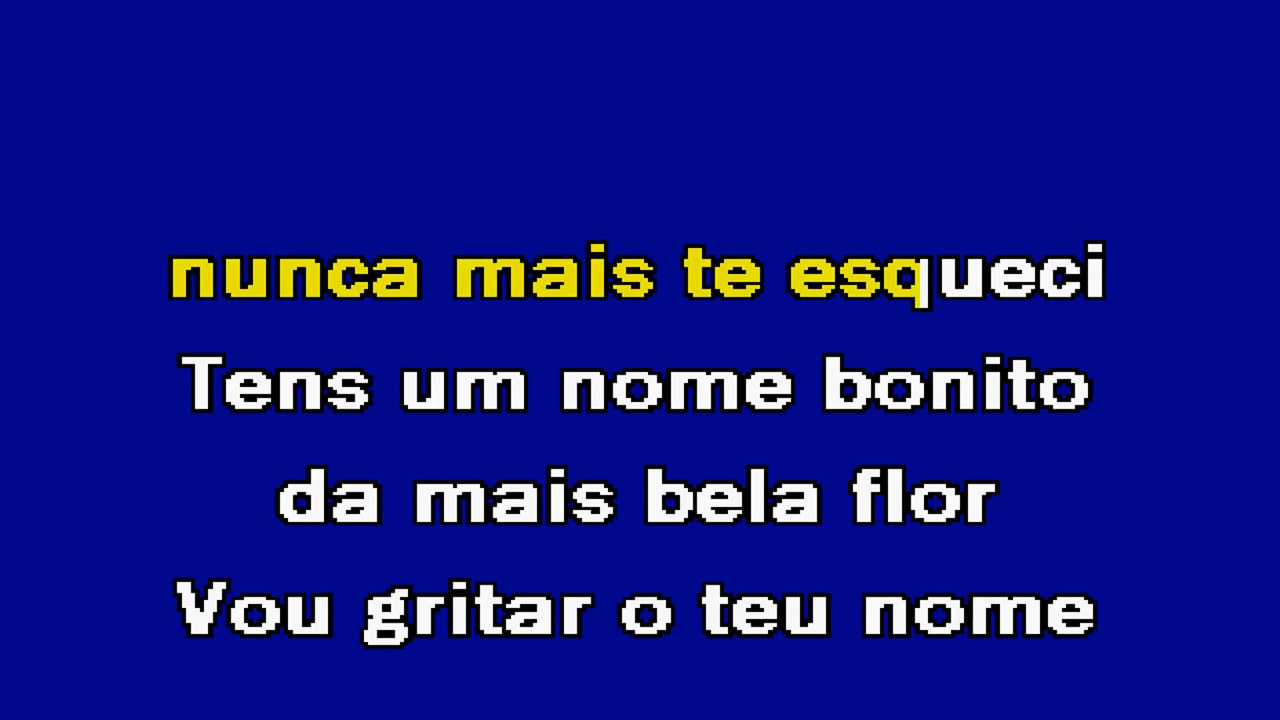 nunca mais te esqueci
Tens um nome bonito
da mais bela flor
Vou gritar o teu nome